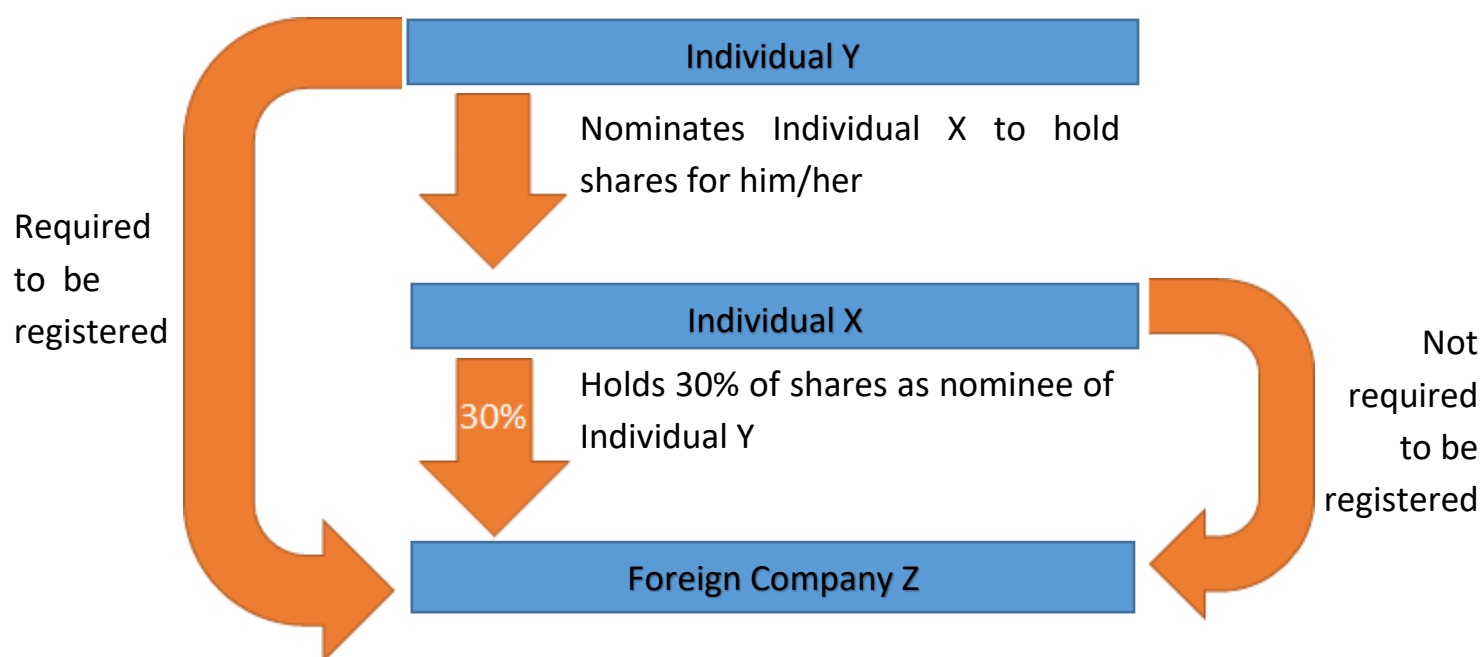 Individual Y
Nominates Individual X to hold
shares for him/her
Required
to be
registered
Individual X
Not
required
to be
registered
Holds 30% of shares as nominee of
Individual Y
30%
Foreign Company Z